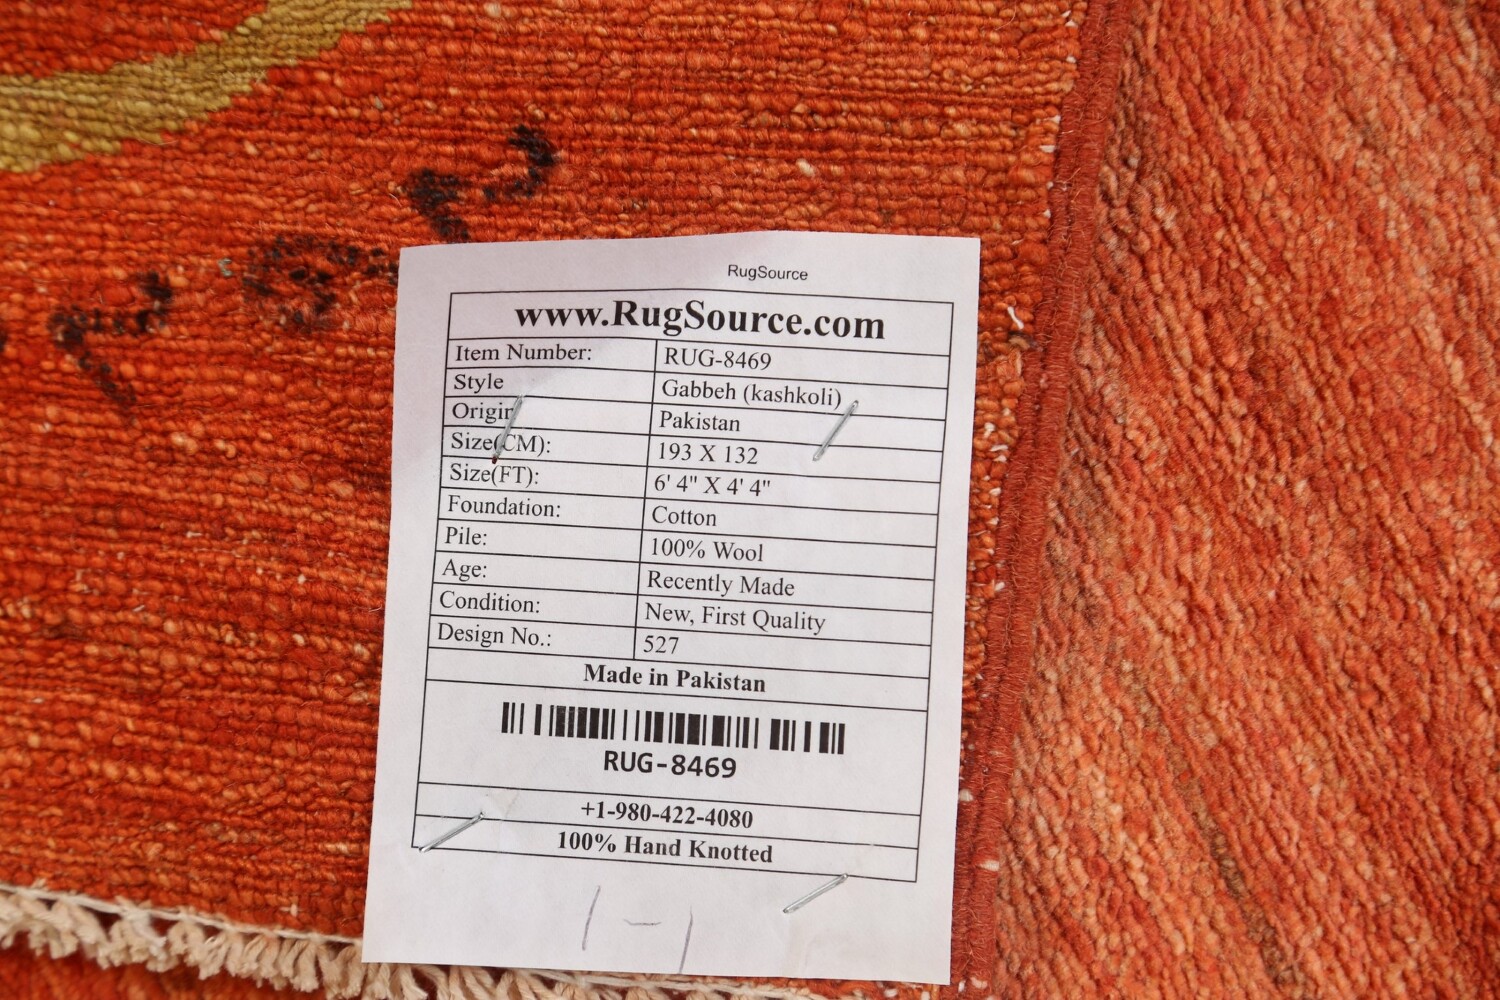 RugSource
www.RugSource.com
Item Number: RUG-8469
Style Gabbeh (kashkoli)
Origin Pakistan
Size(CM): 193 X 132
Size(FT): 6' 4" X 4' 4"
Foundation: Cotton
Pile: 100% Wool
Age: Recently Made
Condition: New, First Quality
Design No.: 527
Made in Pakistan
RUG-8469
+1-980-422-4080
100% Hand Knotted
1-1